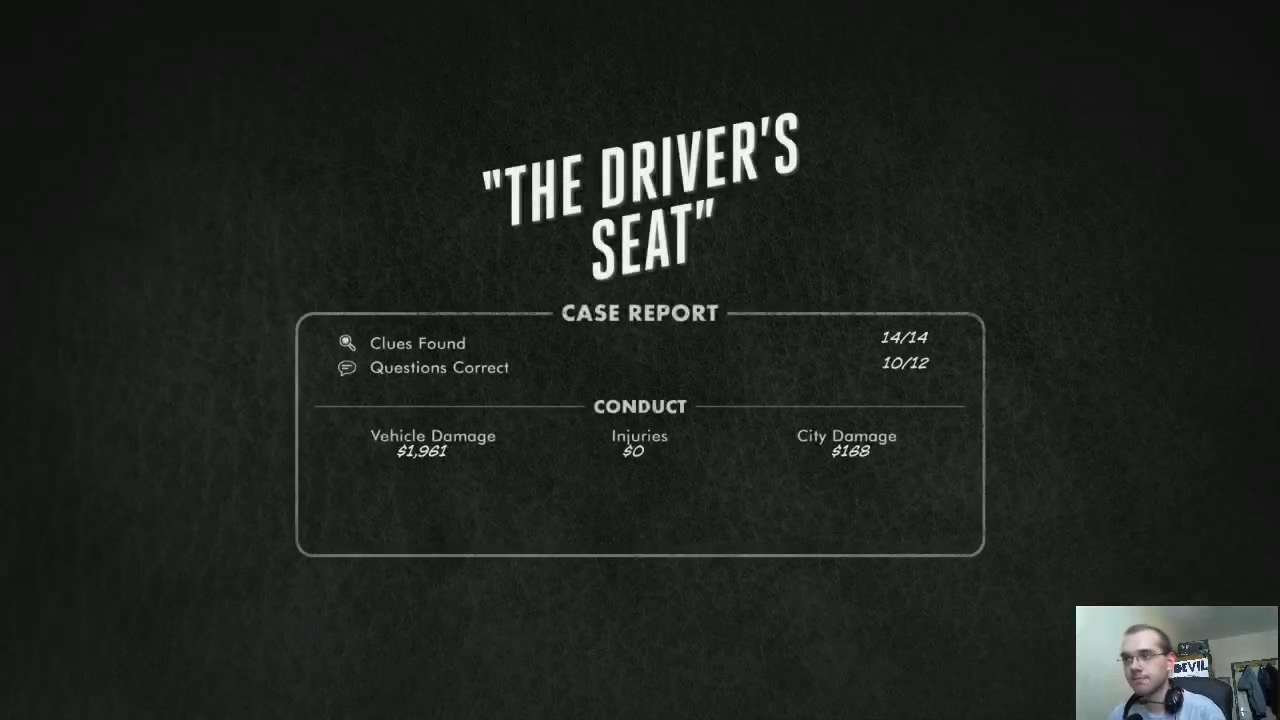 "THE DRIVER'S
SEAT"
CASE REPORT
Clues Found 14/14
Questions Correct 10/12
CONDUCT
Vehicle Damage Injuries City Damage
$1,961 $0 $168
DEVIL